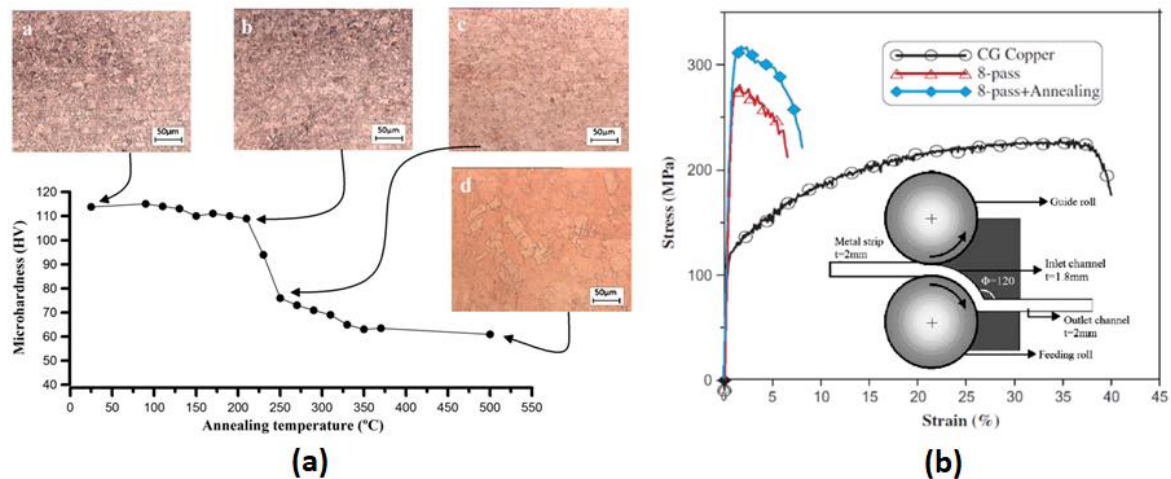 a
50μm
b
50μm
c
50μm
d
50μm
120
110
100
90
80
70
60
50
40
Microhardness (HV)
0 50 100 150 200 250 300 350 400 450 500 550
Annealing temperature (°C)
(a)
CG Copper
8-pass
8-pass+Annealing
300
200
100
0
Stress (MPa)
Guide roll
Metal strip
t=2mm
Inlet channel
t=1.8mm
Φ=120
Outlet channel
t=2mm
Feeding roll
0 5 10 15 20 25 30 35 40 45
Strain (%)
(b)